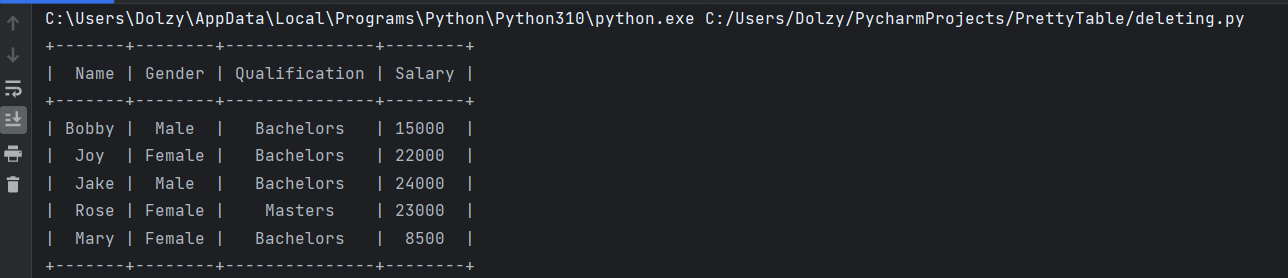 C:\Users\Dolzy\AppData\Local\Programs\Python\Python310\python.exe C:/Users/Dolzy/PycharmProjects/PrettyTable/deleting.py
+-------+--------+---------------+--------+
|  Name | Gender | Qualification | Salary |
+-------+--------+---------------+--------+
| Bobby |  Male  |   Bachelors   | 15000  |
|  Joy  | Female |   Bachelors   | 22000  |
|  Jake |  Male  |   Bachelors   | 24000  |
|  Rose | Female |    Masters    | 23000  |
|  Mary | Female |   Bachelors   |  8500  |
+-------+--------+---------------+--------+